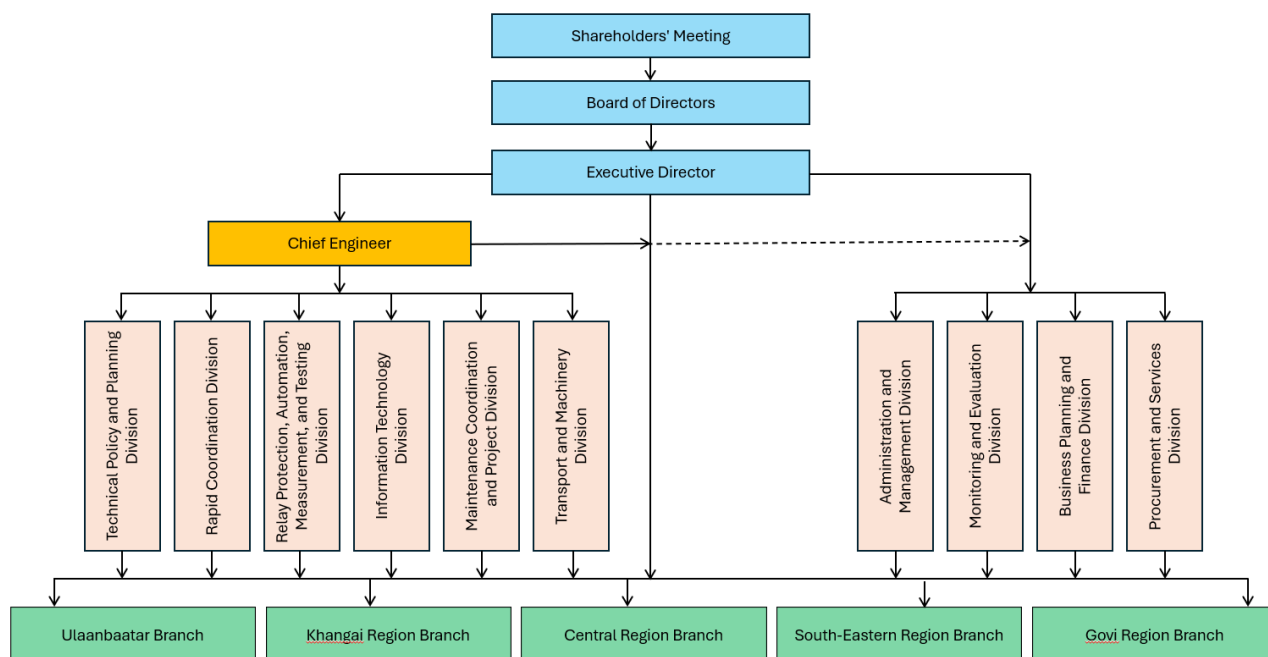 Shareholders' Meeting
Board of Directors
Executive Director
Chief Engineer
Technical Policy and Planning
Division
Rapid Coordination Division
Relay Protection, Automation,
Measurement, and Testing
Division
Information Technology
Division
Maintenance Coordination
and Project Division
Transport and Machinery
Division
Administration and
Management Division
Monitoring and Evaluation
Division
Business Planning and
Finance Division
Procurement and Services
Division
Ulaanbaatar Branch
Khangai Region Branch
Central Region Branch
South-Eastern Region Branch
Govi Region Branch